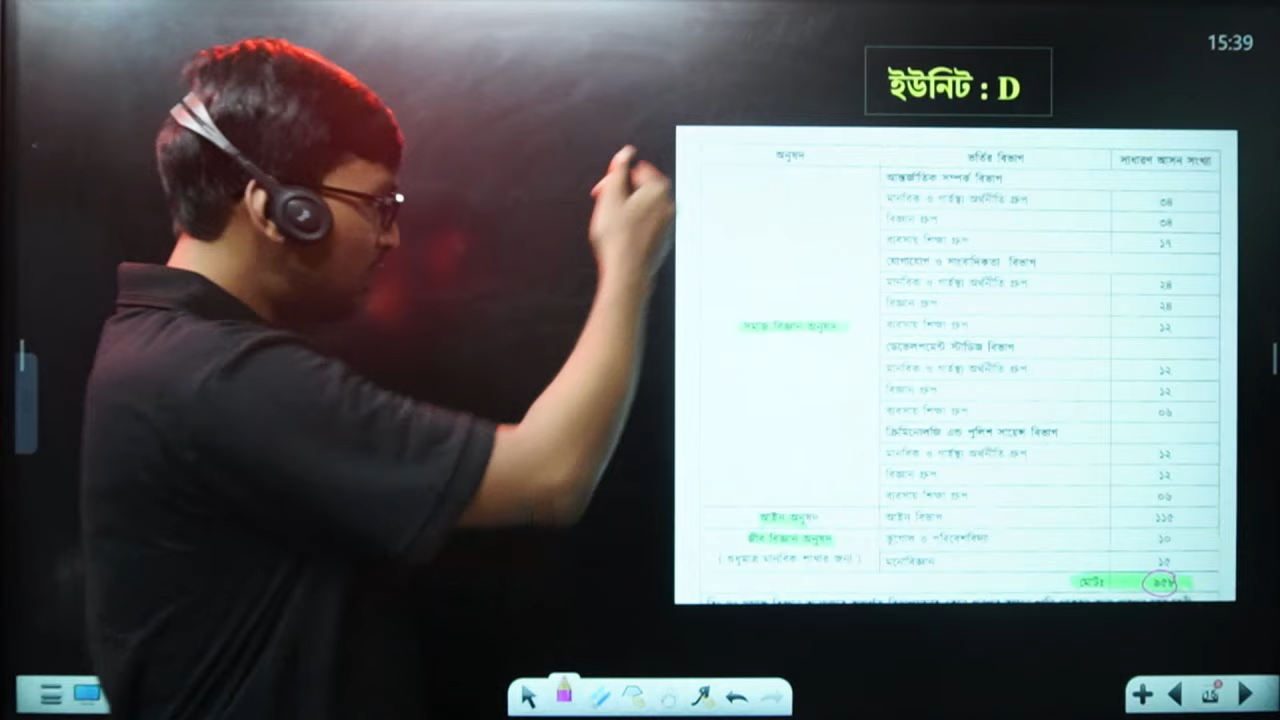 15:39
ইউনিট : D
অনুষদ ভর্তির বিভাগ সাধারণ আসন সংখ্যা
আন্তর্জাতিক সম্পর্ক বিভাগ
মানবিক ও গার্হস্থ্য অর্থনীতি গ্রুপ ৩৪
বিজ্ঞান গ্রুপ ৩৪
ব্যবসায় শিক্ষা গ্রুপ ১৭
যোগাযোগ ও সাংবাদিকতা বিভাগ
মানবিক ও গার্হস্থ্য অর্থনীতি গ্রুপ ২৪
বিজ্ঞান গ্রুপ ২৪
সমাজ বিজ্ঞান অনুষদ ব্যবসায় শিক্ষা গ্রুপ ১২
ডেভেলপমেন্ট স্টাডিজ বিভাগ
মানবিক ও গার্হস্থ্য অর্থনীতি গ্রুপ ১২
বিজ্ঞান গ্রুপ ১২
ব্যবসায় শিক্ষা গ্রুপ ০৬
ক্রিমিনোলজি এন্ড পুলিশ সায়েন্স বিভাগ
মানবিক ও গার্হস্থ্য অর্থনীতি গ্রুপ ১২
বিজ্ঞান গ্রুপ ১২
ব্যবসায় শিক্ষা গ্রুপ ০৬
আইন অনুষদ আইন বিভাগ ১১৫
জীব বিজ্ঞান অনুষদ ভূগোল ও পরিবেশবিদ্যা ১০
( শুধুমাত্র মানবিক শাখার জন্য ) মনোবিজ্ঞান ১৫
মোটঃ ৯৫৮